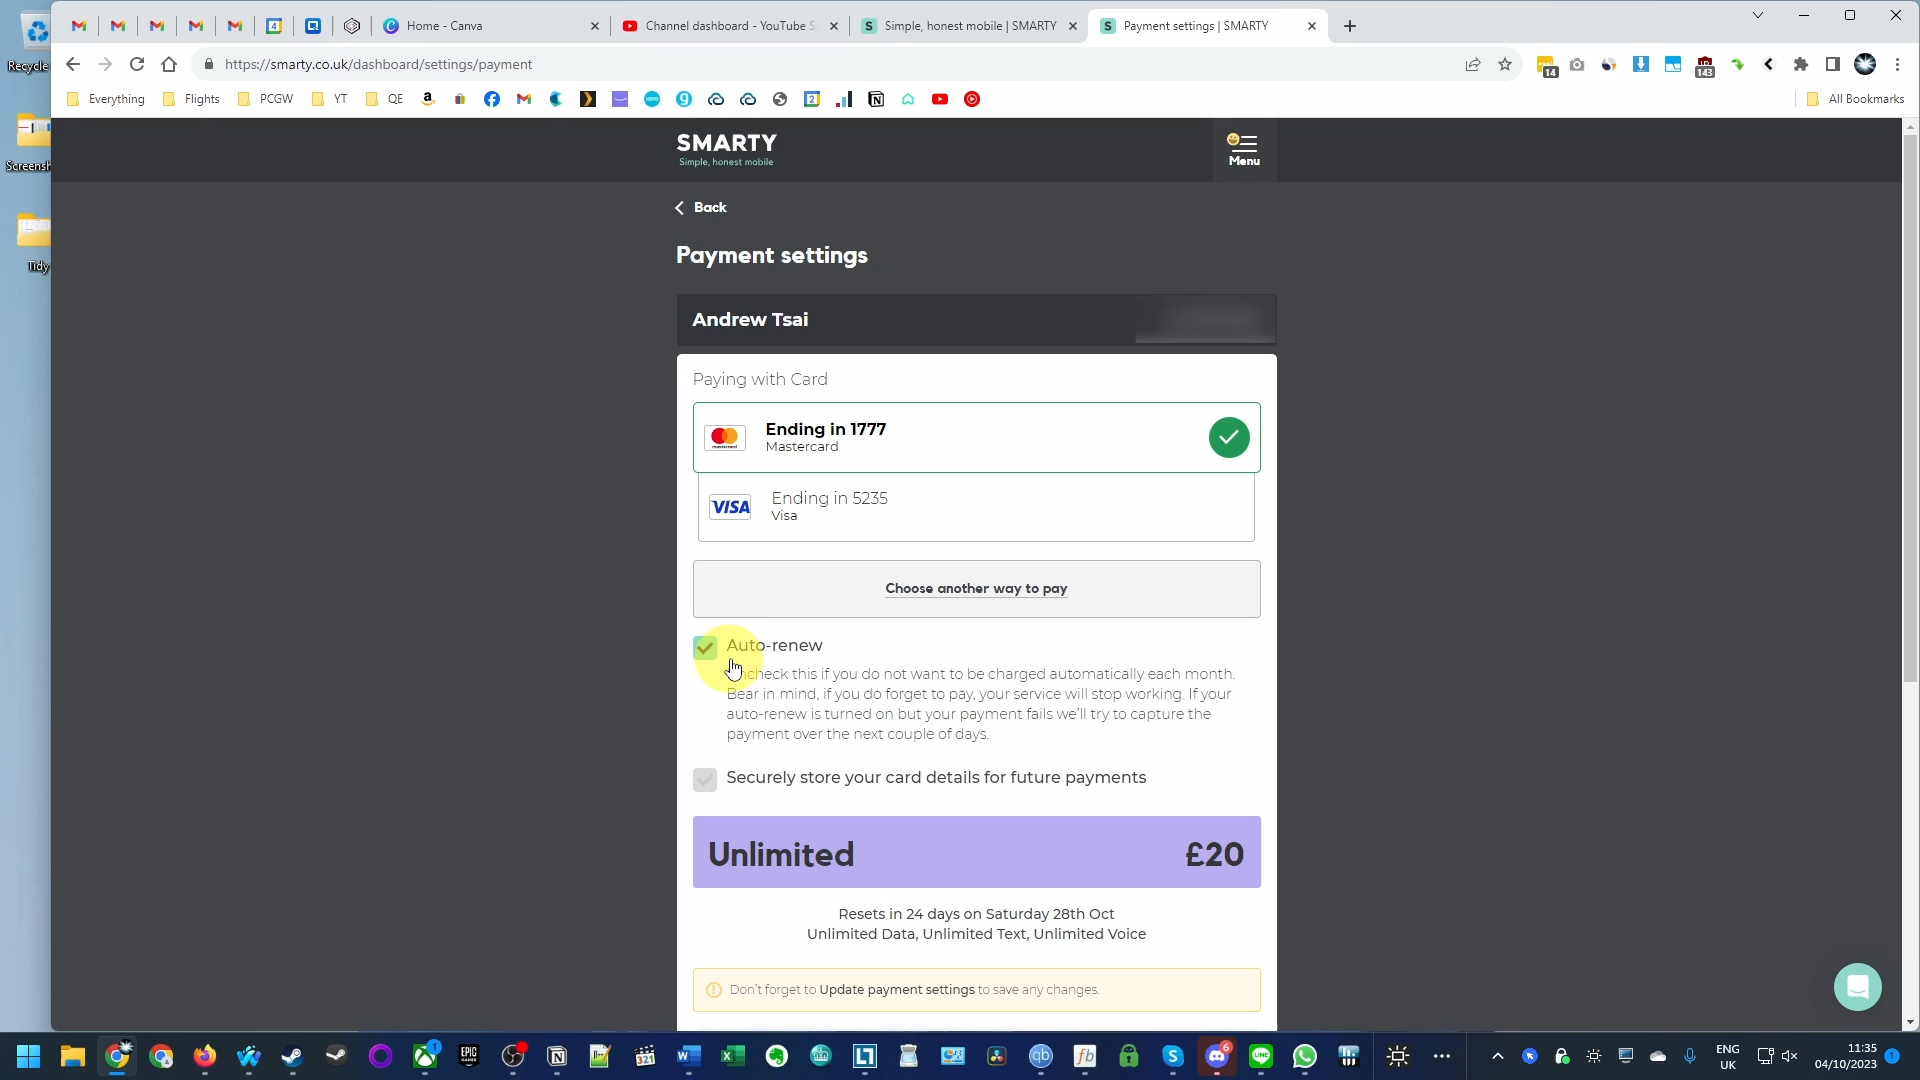 Home - Canva
Channel dashboard - YouTube S
Simple, honest mobile | SMARTY
Payment settings | SMARTY
Recycle
https://smarty.co.uk/dashboard/settings/payment
14
143
Everything
Flights
PCGW
YT
QE
All Bookmarks
Screensh
Tidy
SMARTY
Simple, honest mobile
Menu
Back
Payment settings
Andrew Tsai
Paying with Card
Ending in 1777
Mastercard
VISA
Ending in 5235
Visa
Choose another way to pay
Auto-renew
check this if you do not want to be charged automatically each month.
Bear in mind, if you do forget to pay, your service will stop working. If your
auto-renew is turned on but your payment fails we'll try to capture the
payment over the next couple of days.
Securely store your card details for future payments
Unlimited
£20
Resets in 24 days on Saturday 28th Oct
Unlimited Data, Unlimited Text, Unlimited Voice
Don't forget to Update payment settings to save any changes.
ENG
UK
11:35
04/10/2023